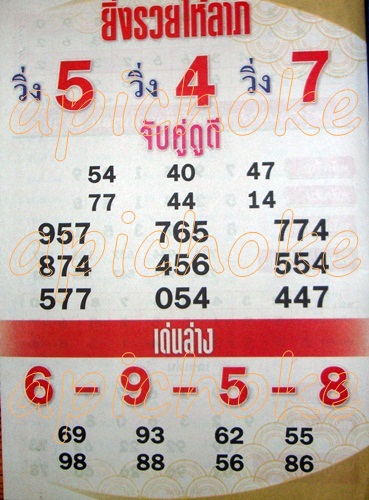 ยิ่งรวยให้ลาภ
วิ่ง 5 วิ่ง 4 วิ่ง 7
apichoke
จับคู่ดูดี
54 40 47
77 44 14
957 765 774
apichoke
874 456 554
577 054 447
เด่นล่าง
6 - 9 - 5 - 8
apichoke
69 93 62 55
98 88 56 86